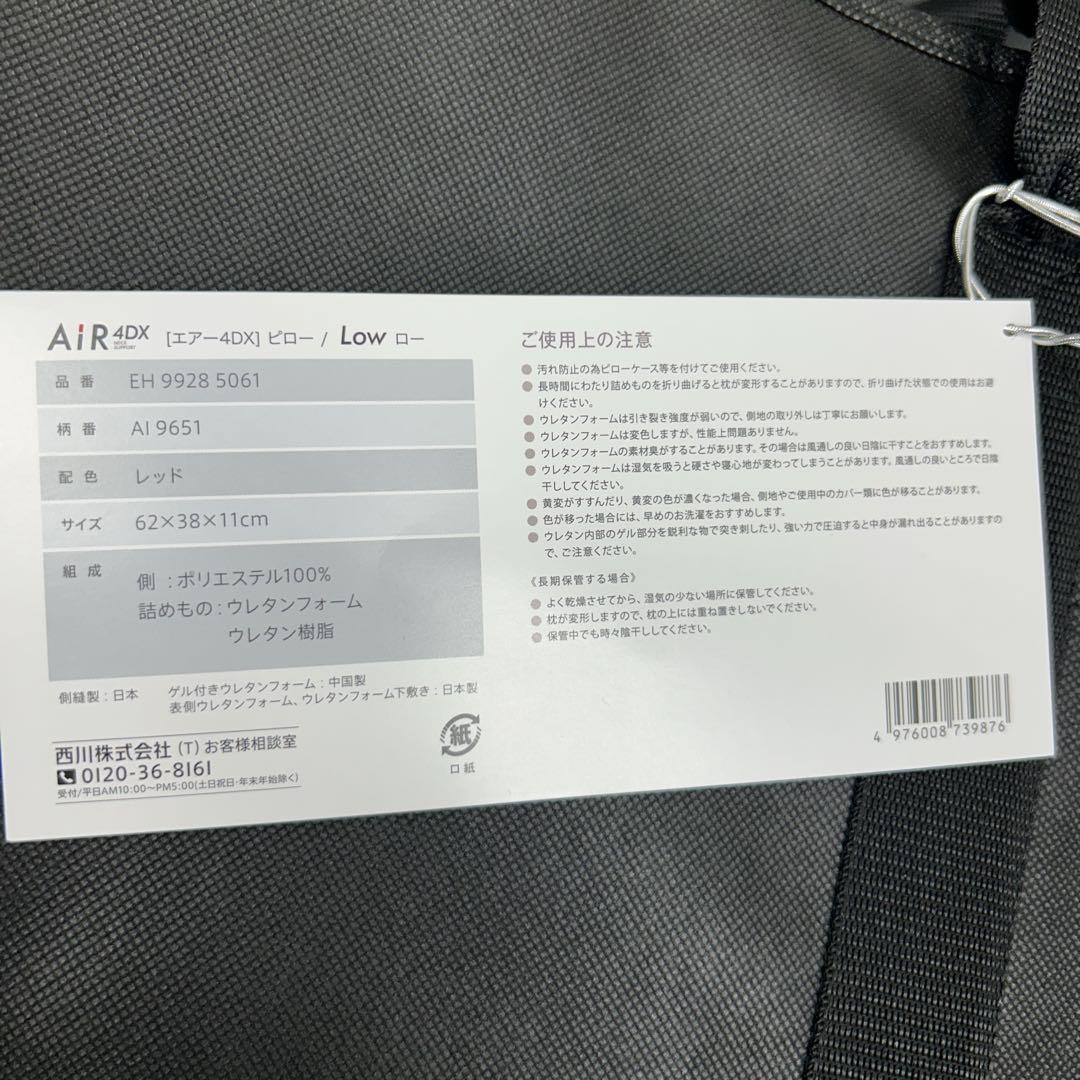 AiR 4DX NECK SUPPORT [エアー4DX] ピロー / Low ロー
品番 EH 9928 5061
柄番 AI 9651
配色 レッド
サイズ 62×38×11cm
組成 側：ポリエステル100%
詰めもの：ウレタンフォーム
ウレタン樹脂
側縫製：日本 ゲル付きウレタンフォーム：中国製
表側ウレタンフォーム、ウレタンフォーム下敷き：日本製
西川株式会社 (T) お客様相談室
0120-36-8161
受付/平日AM10:00〜PM5:00(土日祝日・年末年始除く)
紙
口紙
ご使用上の注意
● 汚れ防止の為ピローケース等を付けてご使用ください。
● 長時間にわたり詰めものを折り曲げると枕が変形することがありますので、折り曲げた状態での使用はお避
けください。
● ウレタンフォームは引き裂き強度が弱いので、側地の取り外しは丁寧にお願いします。
● ウレタンフォームは変色しますが、性能上問題ありません。
● ウレタンフォームの素材臭がすることがあります。その場合は風通しの良い日陰に干すことをおすすめします。
● ウレタンフォームは湿気を吸うと硬さや寝心地が変わってしまうことがあります。風通しの良いところで日陰
干ししてください。
● 黄変がすすんだり、黄変の色が濃くなった場合、側地やご使用中のカバー類に色が移ることがあります。
● 色が移った場合には、早めのお洗濯をおすすめします。
● ウレタン内部のゲル部分を鋭利な物で突き刺したり、強い力で圧迫すると中身が漏れ出ることがありますの
で、ご注意ください。
《長期保管する場合》
● よく乾燥させてから、湿気の少ない場所に保管してください。
● 枕が変形しますので、枕の上には重ね置きしないでください。
● 保管中でも時々陰干ししてください。
4 976008 739876